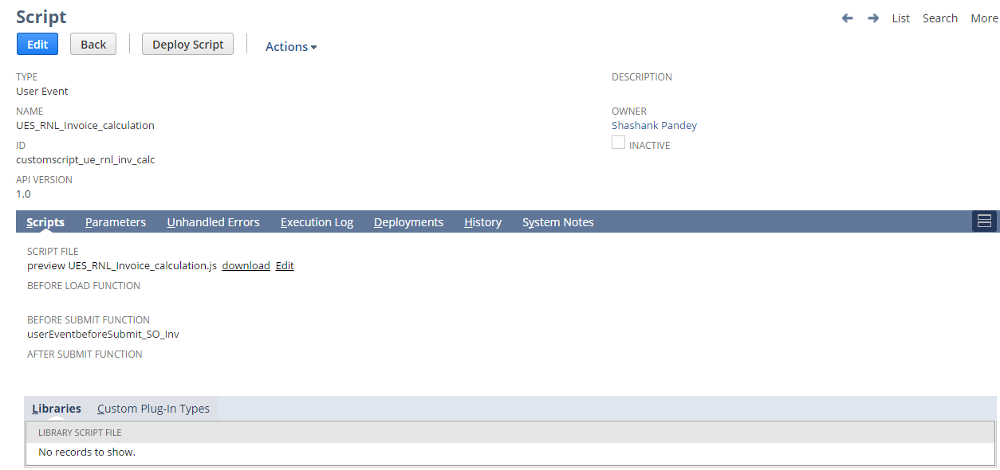 Script
List Search More
Edit Back Deploy Script Actions
TYPE
User Event
NAME
UES_RNL_Invoice_calculation
ID
customscript_ue_rnl_inv_calc
API VERSION
1.0
DESCRIPTION
OWNER
Shashank Pandey
INACTIVE
Scripts Parameters Unhandled Errors Execution Log Deployments History System Notes
SCRIPT FILE
preview UES_RNL_Invoice_calculation.js download Edit
BEFORE LOAD FUNCTION
BEFORE SUBMIT FUNCTION
userEventbeforeSubmit_SO_Inv
AFTER SUBMIT FUNCTION
Libraries Custom Plug-In Types
LIBRARY SCRIPT FILE
No records to show.